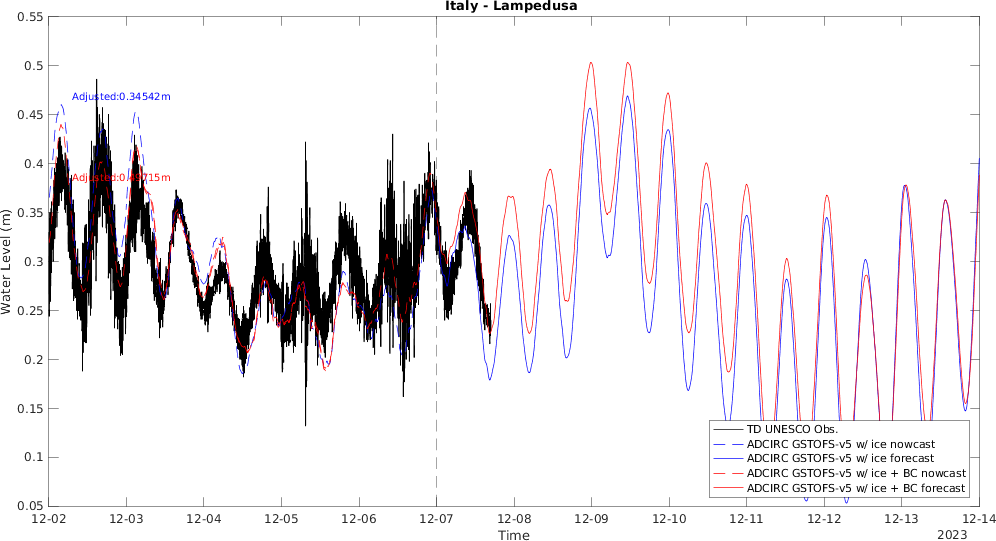 Italy - Lampedusa
0.55
0.5
0.45
0.4
0.35
0.3
0.25
0.2
0.15
0.1
0.05
Water Level (m)
Adjusted:0.34542m
TD UNESCO Obs.
ADCIRC GSTOFS-v5 w/ ice nowcast
ADCIRC GSTOFS-v5 w/ ice forecast
ADCIRC GSTOFS-v5 w/ ice + BC nowcast
ADCIRC GSTOFS-v5 w/ ice + BC forecast
12-02 12-03 12-04 12-05 12-06 12-07 12-08 12-09 12-10 12-11 12-12 12-13 12-14
Time
2023